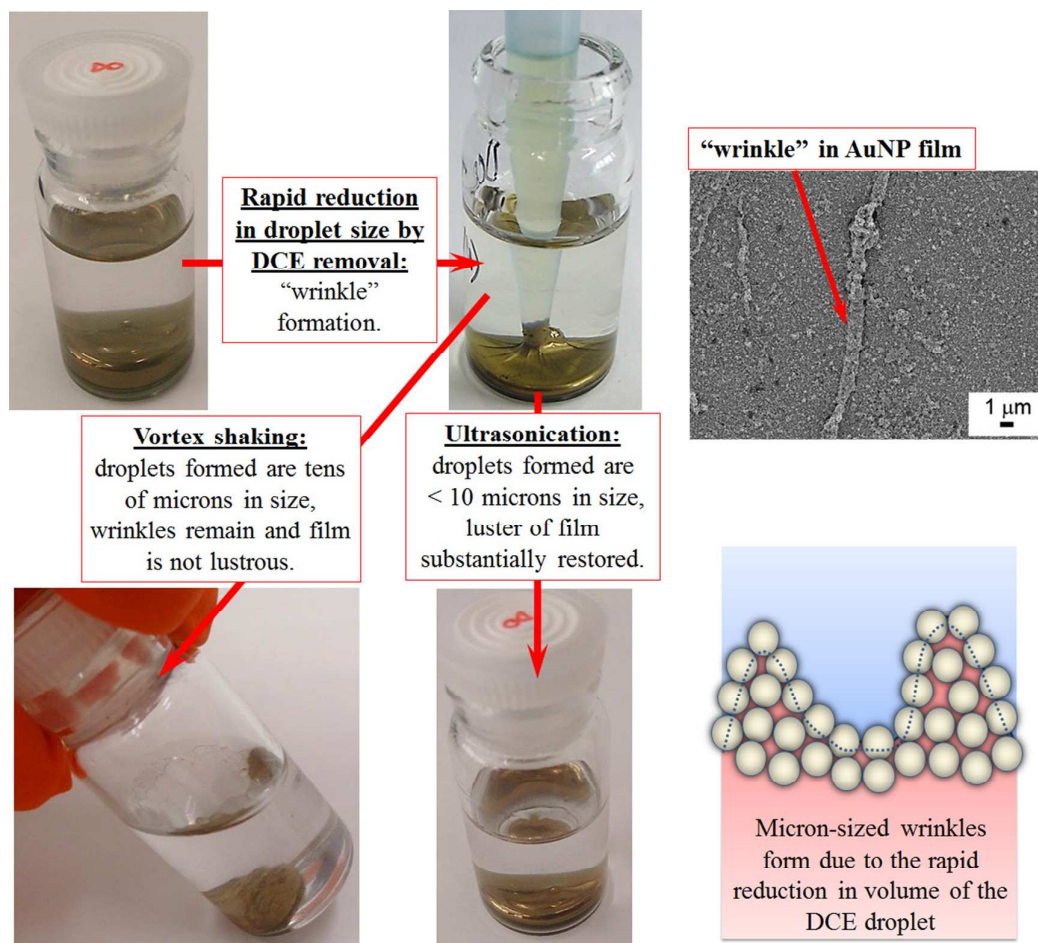 "wrinkle" in AuNP film
Rapid reduction
in droplet size by
DCE removal:
“wrinkle”
formation.
1 μm
Vortex shaking:
droplets formed are tens
of microns in size,
wrinkles remain and film
is not lustrous.
Ultrasonication:
droplets formed are
< 10 microns in size,
luster of film
substantially restored.
Micron-sized wrinkles
form due to the rapid
reduction in volume of the
DCE droplet